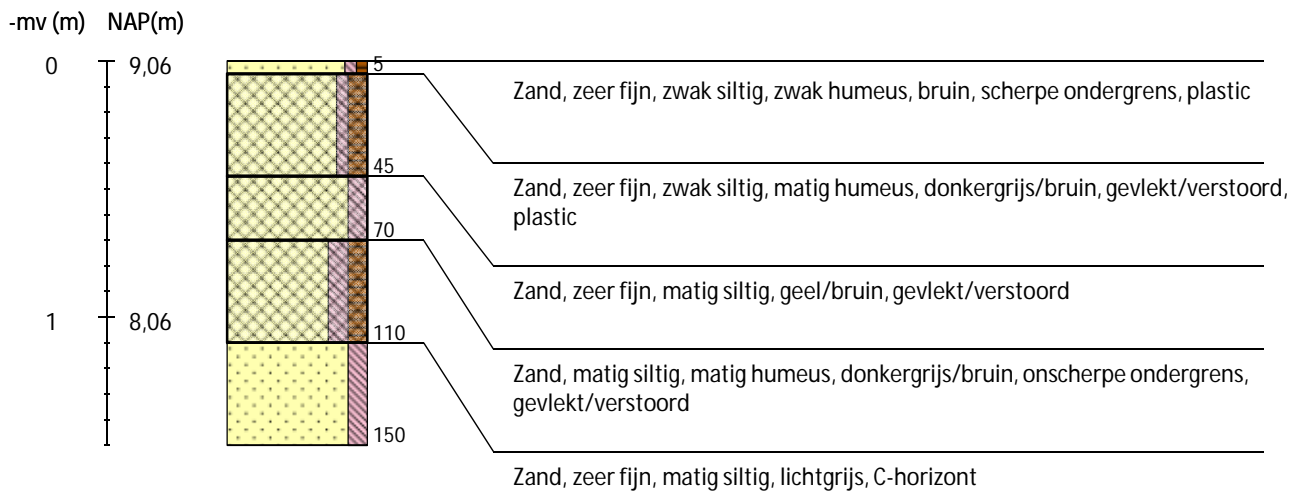 -mv (m) NAP(m)
0 9,06
5
Zand, zeer fijn, zwak siltig, zwak humeus, bruin, scherpe ondergrens, plastic
45
Zand, zeer fijn, zwak siltig, matig humeus, donkergrijs/bruin, gevlekt/verstoord,
plastic
70
Zand, zeer fijn, matig siltig, geel/bruin, gevlekt/verstoord
1 8,06
110
Zand, matig siltig, matig humeus, donkergrijs/bruin, onscherpe ondergrens,
gevlekt/verstoord
150
Zand, zeer fijn, matig siltig, lichtgrijs, C-horizont